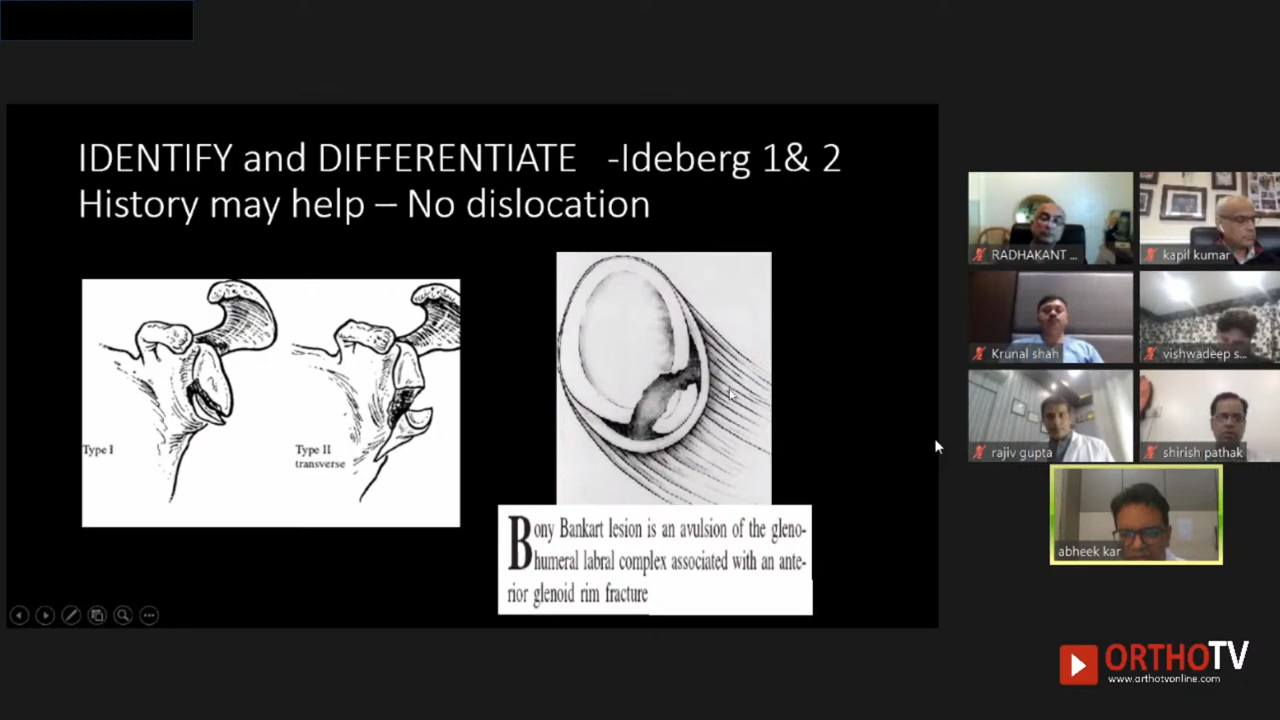 IDENTIFY and DIFFERENTIATE -Ideberg 1& 2
History may help – No dislocation
Type I
Type II
transverse
Bony Bankart lesion is an avulsion of the gleno-
humeral labral complex associated with an ante-
rior glenoid rim fracture
RADHAKANT ...
kapil kumar
Krunal shah
vishwadeep s...
rajiv gupta
shirish pathak
abheek kar
ORTHOTV
www.orthotvonline.com